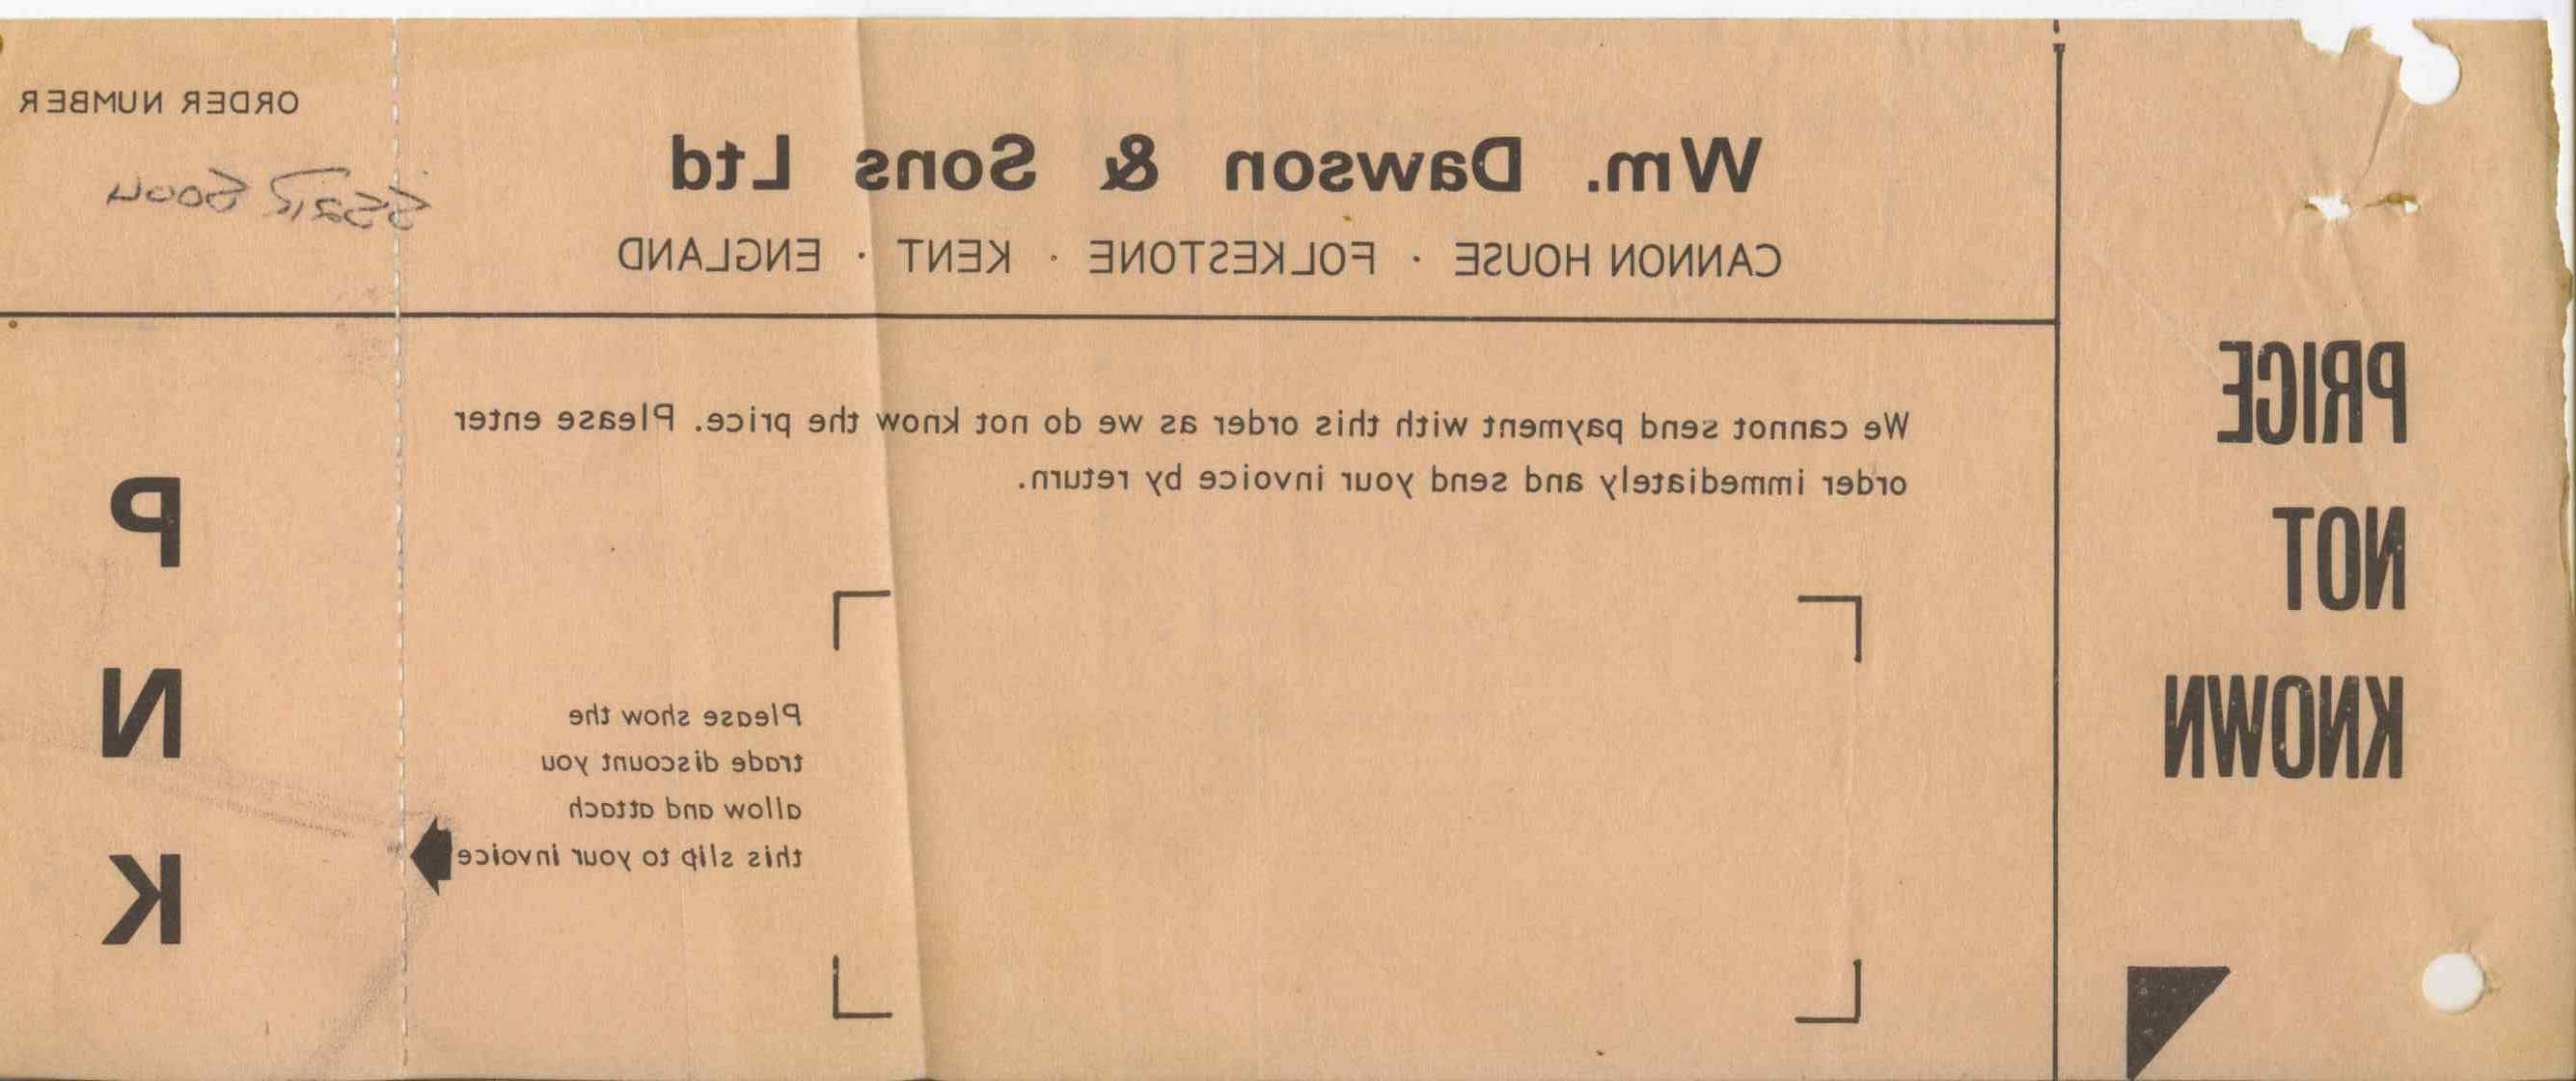 PRICE
NOT
KNOWN
Wm. Dawson & Sons Ltd
CANNON HOUSE · FOLKESTONE · KENT · ENGLAND
We cannot send payment with this order as we do not know the price. Please enter
order immediately and send your invoice by return.
Please show the
trade discount you
allow and attach
this slip to your invoice
ORDER NUMBER
P
N
K